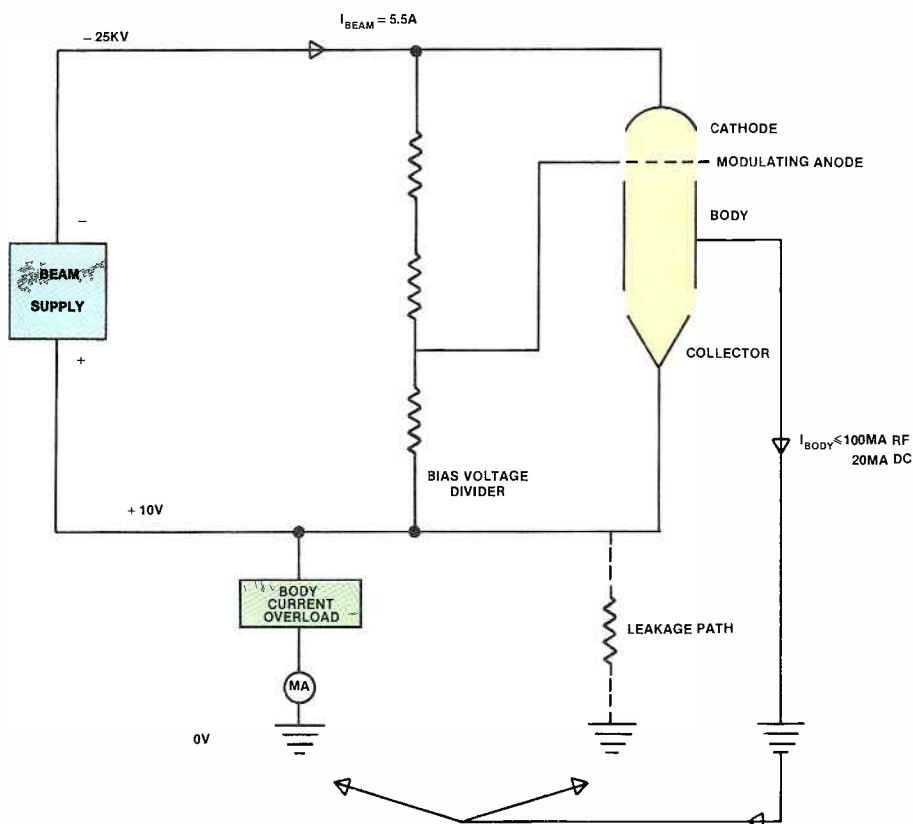 I BEAM = 5.5A
– 25KV
CATHODE
MODULATING ANODE
BODY
–
BEAM
SUPPLY
+
COLLECTOR
I BODY ≤100MA RF
20MA DC
BIAS VOLTAGE
DIVIDER
+ 10V
BODY
CURRENT
OVERLOAD
LEAKAGE PATH
MA
0V